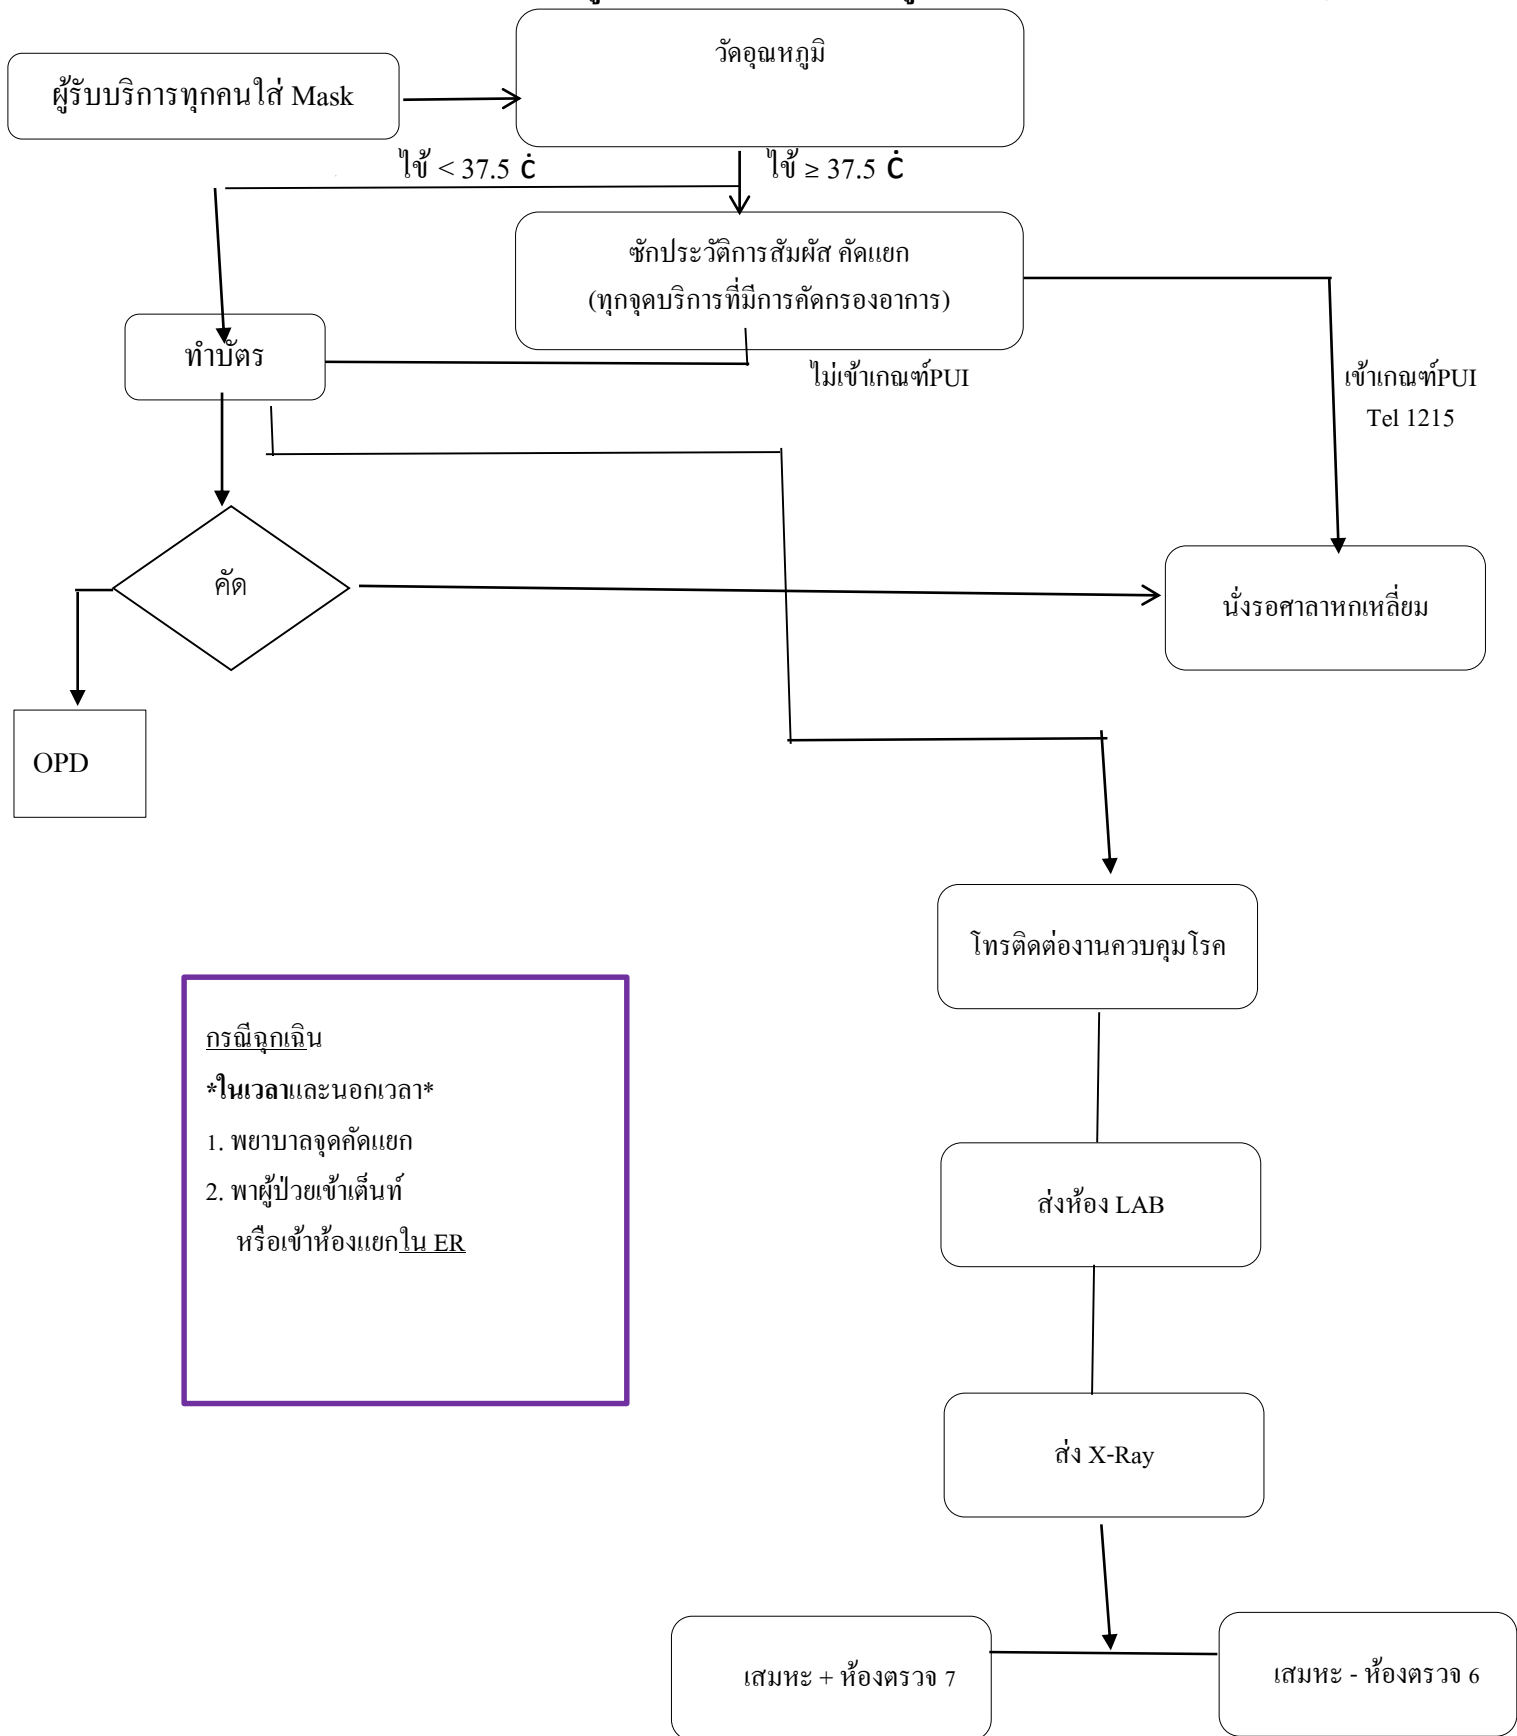 วัดอุณหภูมิ
ผู้รับบริการทุกคนใส่ Mask
ไข้ < 37.5 ċ
ไข้ ≥ 37.5 ċ
ซักประวัติการสัมผัส คัดแยก
(ทุกจุดบริการที่มีการคัดกรองอาการ)
ทำบัตร
ไม่เข้าเกณฑ์PUI
เข้าเกณฑ์PUI
Tel 1215
คัด
นั่งรอศาลาหกเหลี่ยม
OPD
โทรติดต่องานควบคุมโรค
กรณีฉุกเฉิน
*ในเวลาและนอกเวลา*
1. พยาบาลจุดคัดแยก
2. พาผู้ป่วยเข้าเต็นท์
หรือเข้าห้องแยกใน ER
ส่งห้อง LAB
ส่ง X-Ray
เสมหะ + ห้องตรวจ 7
เสมหะ - ห้องตรวจ 6